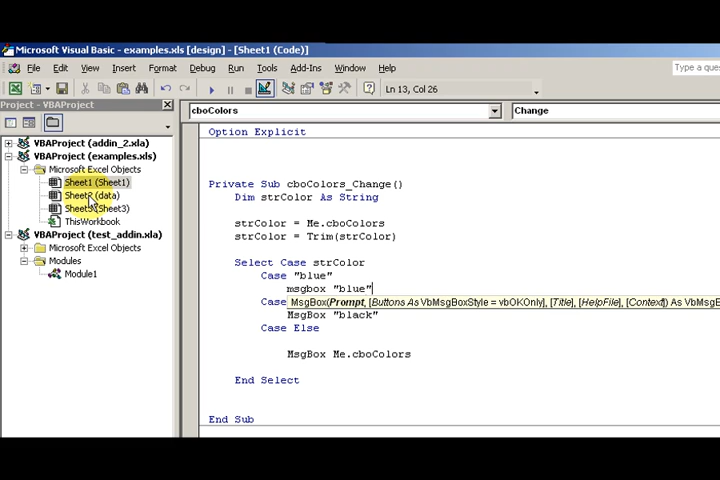 Microsoft Visual Basic - examples.xls [design] - [Sheet1 (Code)]
File Edit View Insert Format Debug Run Tools Add-Ins Window Help
Type a ques
Ln 13, Col 26
Project - VBAProject
cboColors
Change
VBAProject (addin_2.xla)
VBAProject (examples.xls)
Microsoft Excel Objects
Sheet1 (Sheet1)
Sheet2 (data)
Sheet3 (Sheet3)
ThisWorkbook
VBAProject (test_addin.xla)
Microsoft Excel Objects
Modules
Module1
Option Explicit
Private Sub cboColors_Change()
Dim strColor As String
strColor = Me.cboColors
strColor = Trim(strColor)
Select Case strColor
Case "blue"
msgbox "blue"
Case
MsgBox(Prompt, [Buttons As VbMsgBoxStyle = vbOKOnly], [Title], [HelpFile], [Context]) As VbMsgB
MsgBox "black"
Case Else
MsgBox Me.cboColors
End Select
End Sub